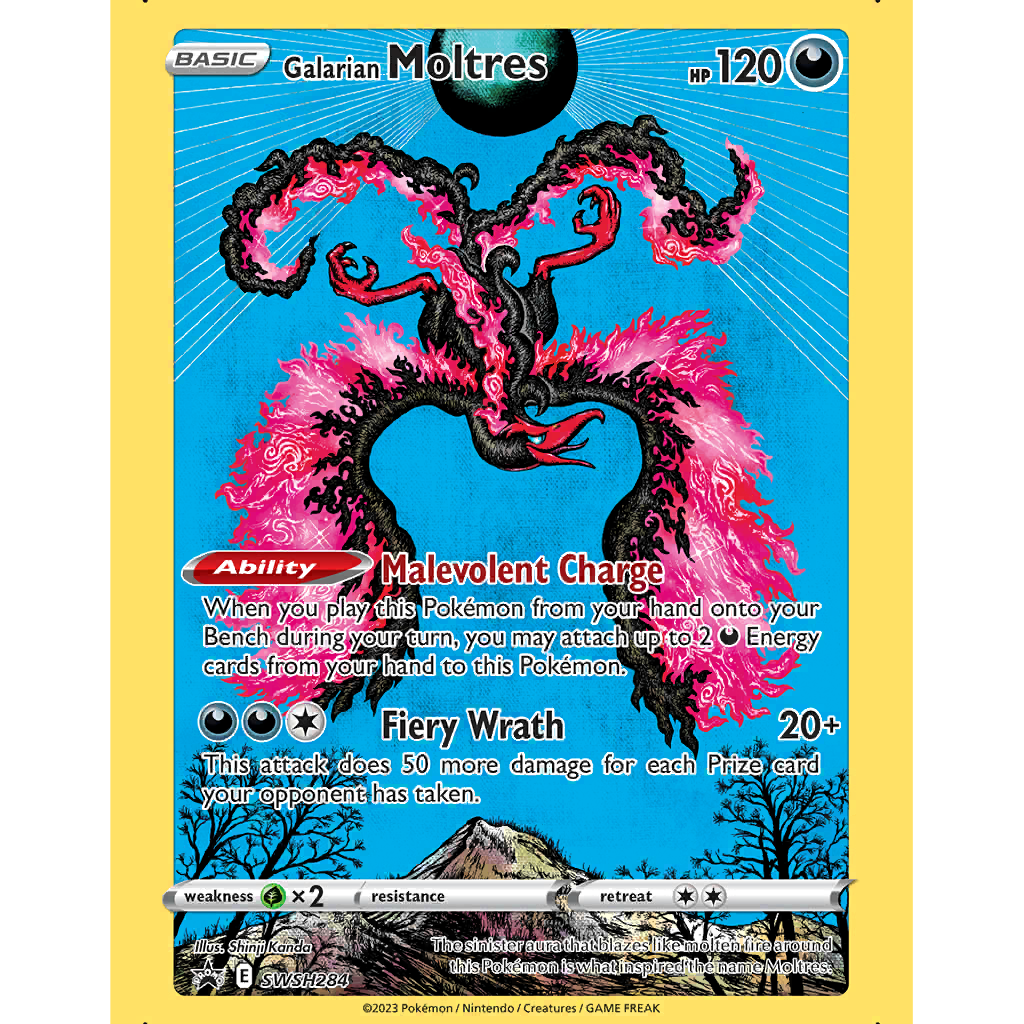 BASIC Galarian Moltres HP 120
Ability Malevolent Charge
When you play this Pokémon from your hand onto your
Bench during your turn, you may attach up to 2 Energy
cards from your hand to this Pokémon.
Fiery Wrath 20+
This attack does 50 more damage for each Prize card
your opponent has taken.
weakness ×2 resistance retreat
Illus. Shinji Kanda
The sinister aura that blazes like molten fire around
this Pokémon is what inspired the name Moltres.
E SWSH284
©2023 Pokémon / Nintendo / Creatures / GAME FREAK